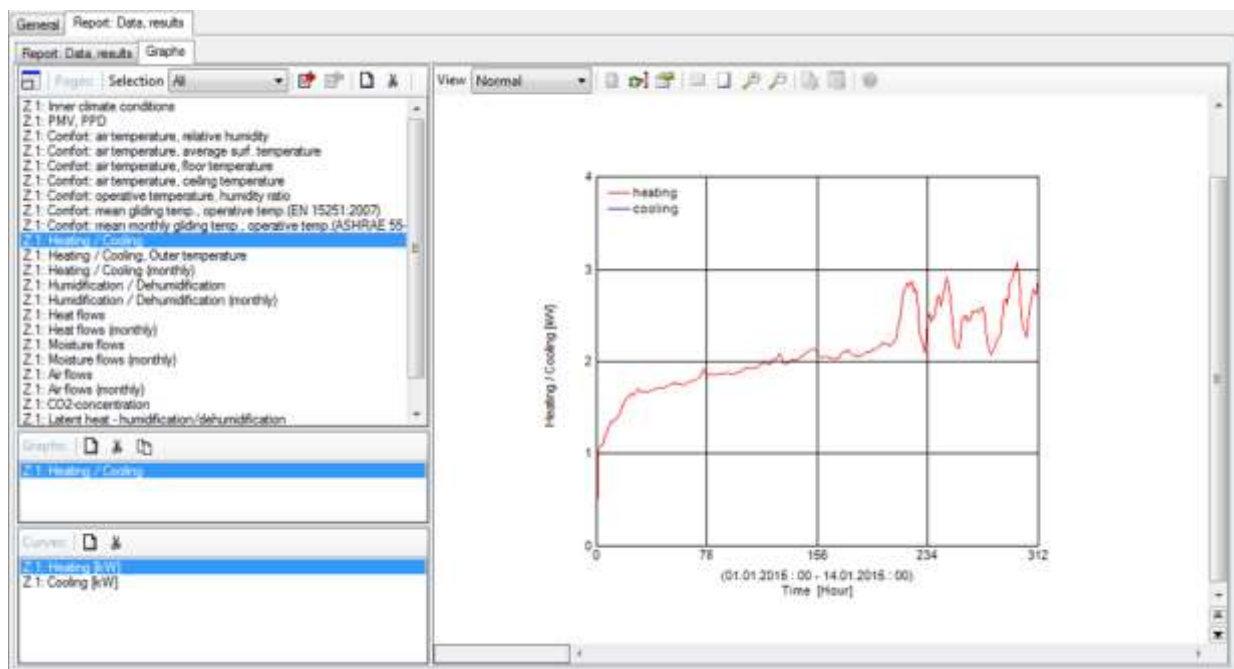 General Report: Data, results
Report: Data, results Graphs
Pages: Selection All
Z.1: Inner climate conditions
Z.1: PMV, PPD
Z.1: Comfort: air temperature, relative humidity
Z.1: Comfort: air temperature, average surf. temperature
Z.1: Comfort: air temperature, floor temperature
Z.1: Comfort: air temperature, ceiling temperature
Z.1: Comfort: operative temperature, humidity ratio
Z.1: Comfort: mean gliding temp., operative temp.(EN 15251:2007)
Z.1: Comfort: mean monthly gliding temp., operative temp.(ASHRAE 55-
Z.1: Heating / Cooling
Z.1: Heating / Cooling, Outer temperature
Z.1: Heating / Cooling (monthly)
Z.1: Humidification / Dehumidification
Z.1: Humidification / Dehumidification (monthly)
Z.1: Heat flows
Z.1: Heat flows (monthly)
Z.1: Moisture flows
Z.1: Moisture flows (monthly)
Z.1: Air flows
Z.1: Air flows (monthly)
Z.1: CO2-concentration
Z.1: Latent heat - humidification/dehumidification
Graphs:
Z.1: Heating / Cooling
Curves:
Z.1: Heating [kW]
Z.1: Cooling [kW]
View Normal
heating
cooling
Heating / Cooling [kW]
4
3
2
1
0
0 78 156 234 312
(01.01.2015 : 00 - 14.01.2015 : 00)
Time [Hour]